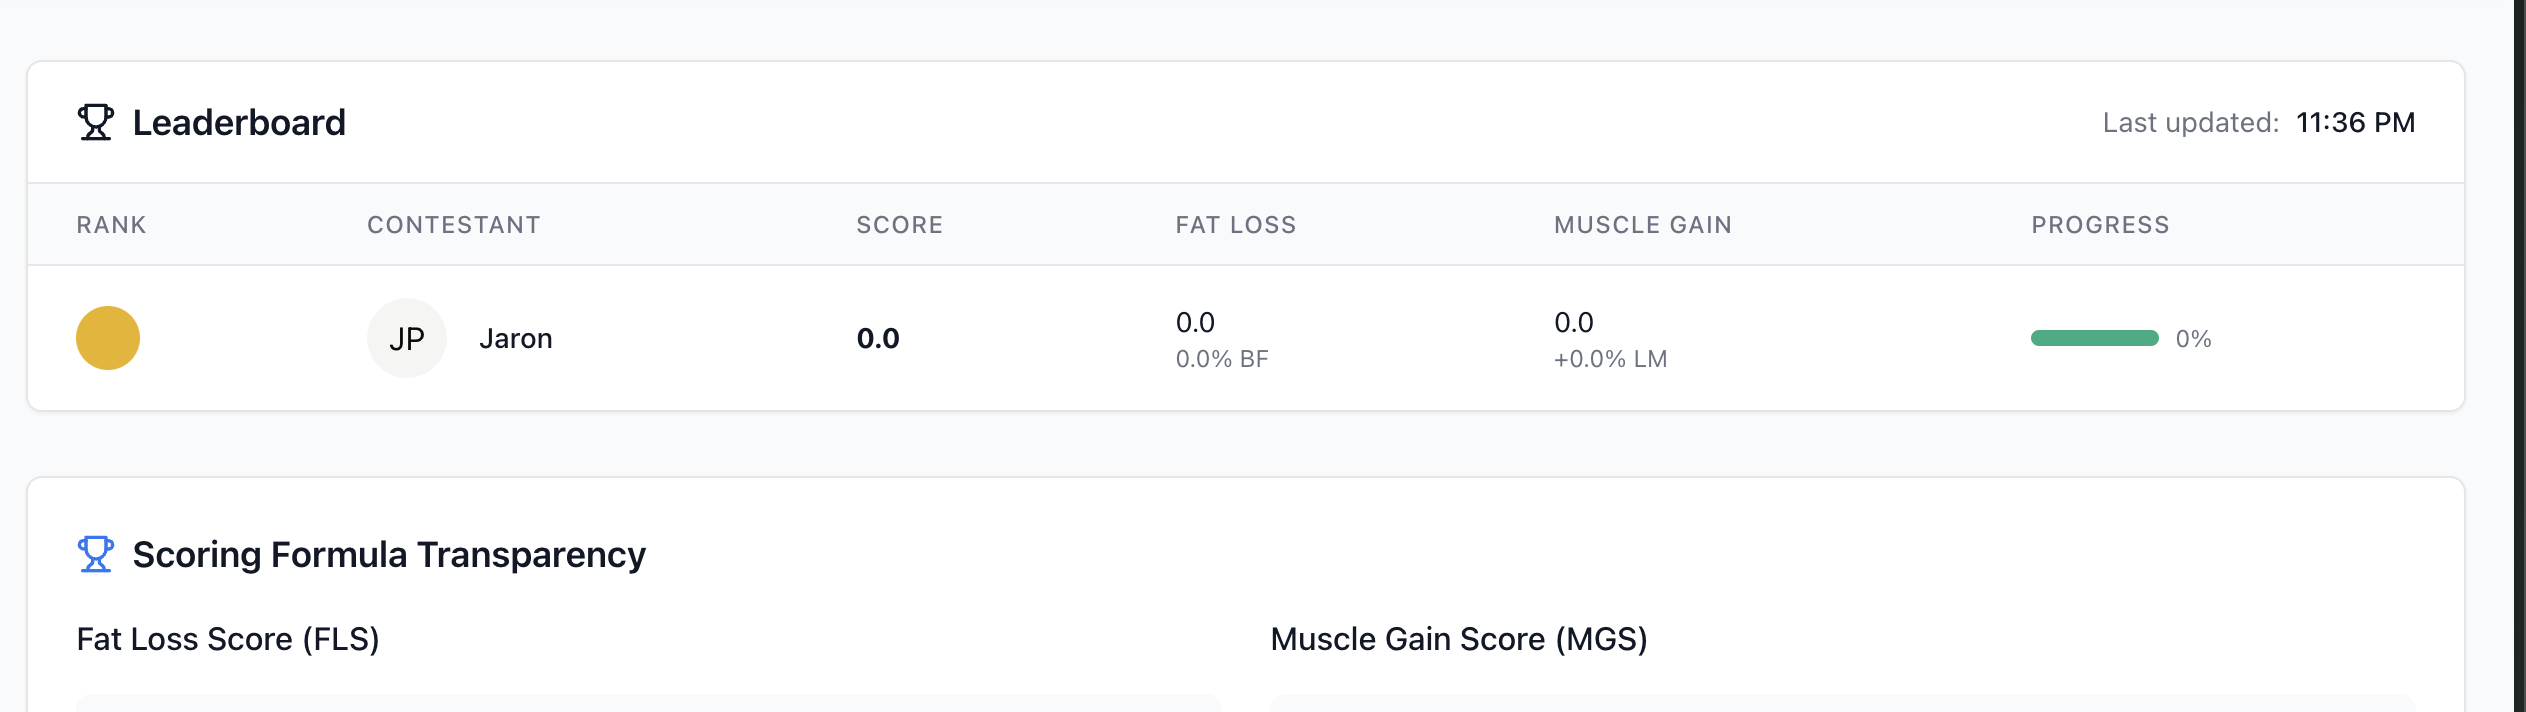 Leaderboard
Last updated: 11:36 PM
RANK CONTESTANT SCORE FAT LOSS MUSCLE GAIN PROGRESS
JP Jaron 0.0 0.0 0.0 0%
0.0% BF +0.0% LM
Scoring Formula Transparency
Fat Loss Score (FLS)
Muscle Gain Score (MGS)